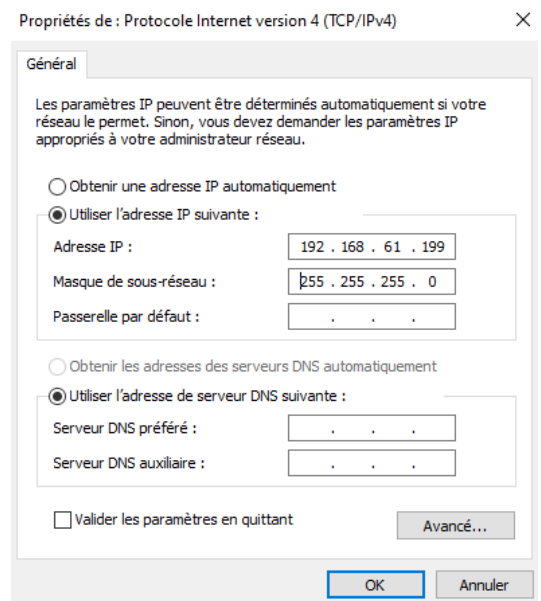 Propriétés de : Protocole Internet version 4 (TCP/IPv4)
Général
Les paramètres IP peuvent être déterminés automatiquement si votre
réseau le permet. Sinon, vous devez demander les paramètres IP
appropriés à votre administrateur réseau.
Obtenir une adresse IP automatiquement
Utiliser l'adresse IP suivante :
Adresse IP : 192 . 168 . 61 . 199
Masque de sous-réseau : 255 . 255 . 255 . 0
Passerelle par défaut : . . .
Obtenir les adresses des serveurs DNS automatiquement
Utiliser l'adresse de serveur DNS suivante :
Serveur DNS préféré : . . .
Serveur DNS auxiliaire : . . .
Valider les paramètres en quittant Avancé...
OK Annuler